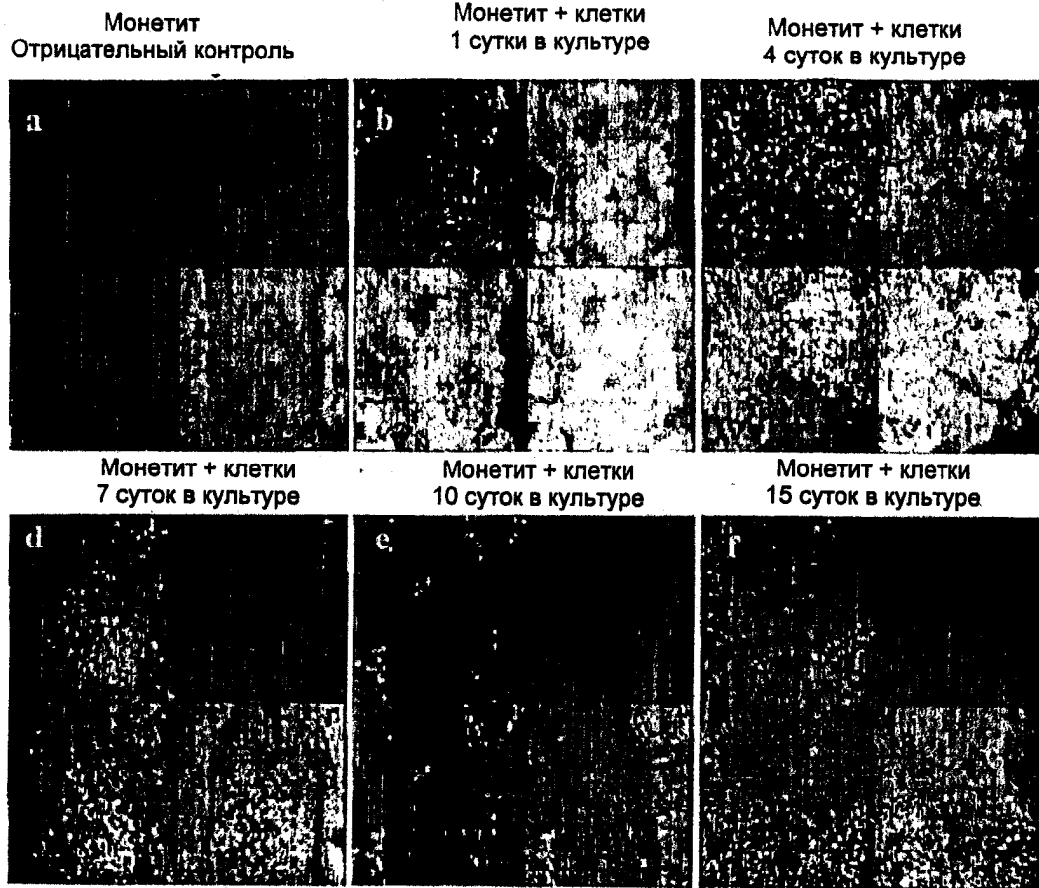 Монетит
Отрицательный контроль
Монетит + клетки
1 сутки в культуре
Монетит + клетки
4 суток в культуре
a
b
c
Монетит + клетки
7 суток в культуре
Монетит + клетки
10 суток в культуре
Монетит + клетки
15 суток в культуре
d
e
f